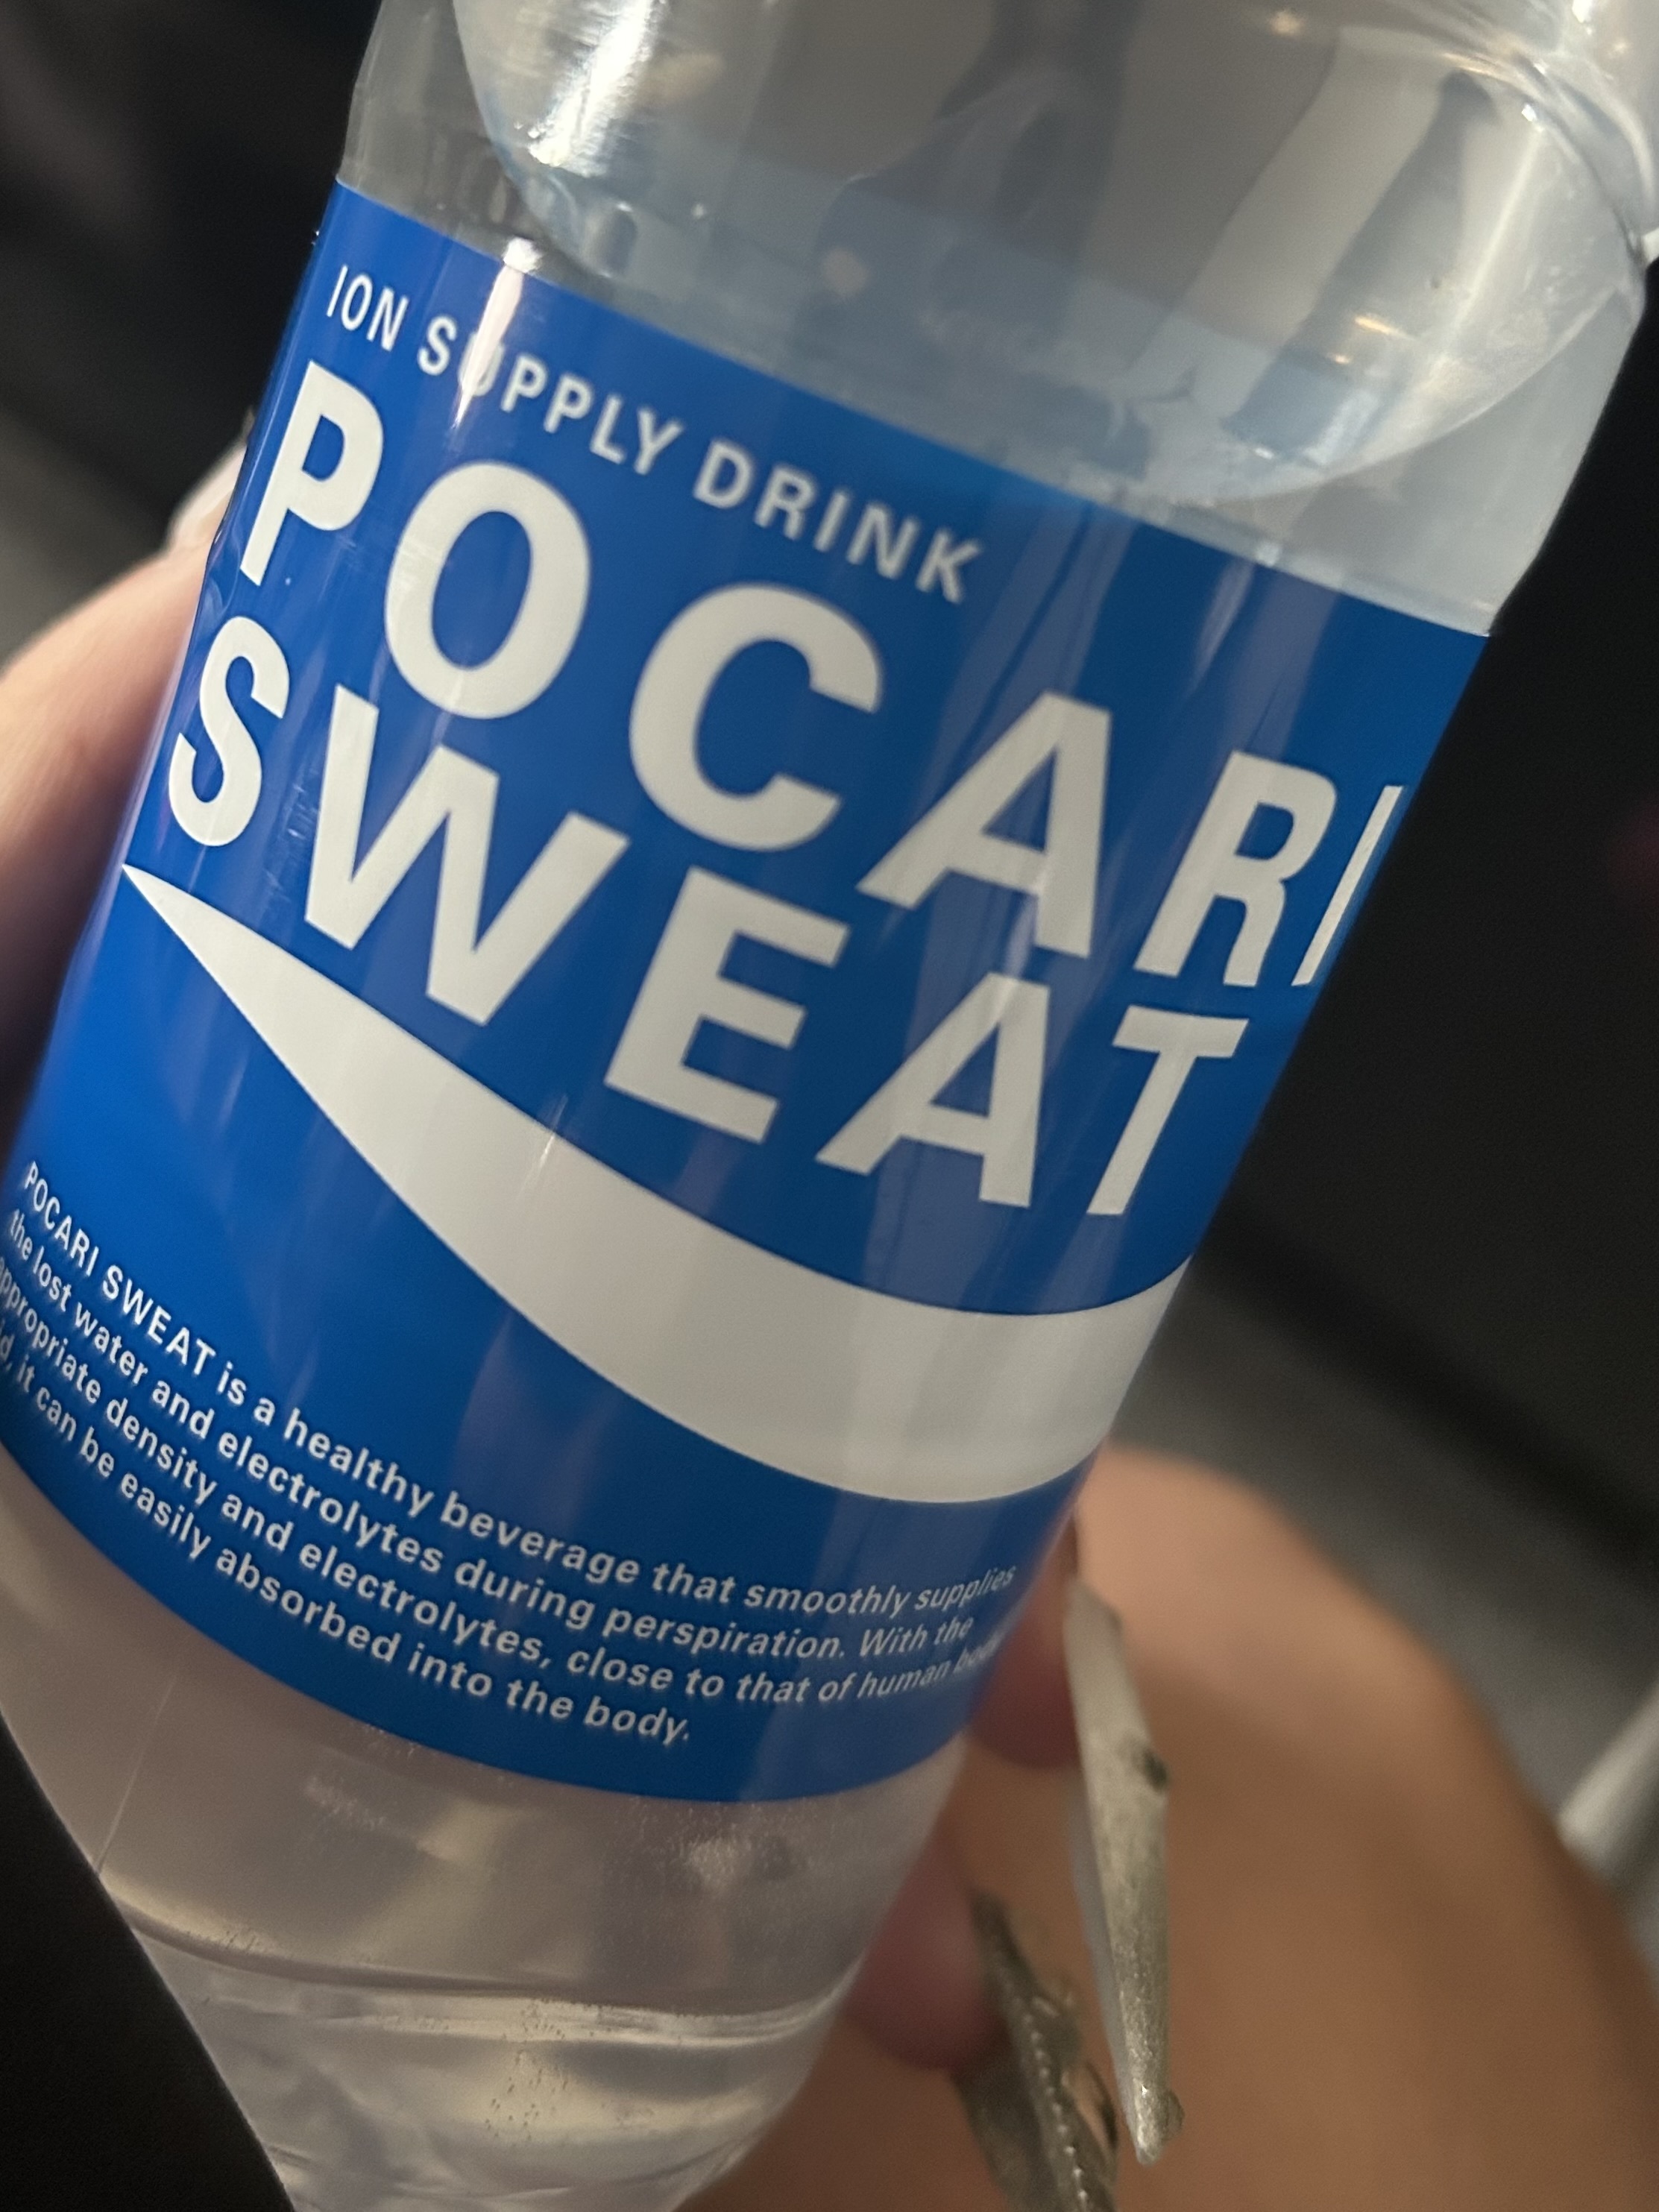 ION SUPPLY DRINK
POCARI
SWEAT
POCARI SWEAT is a healthy beverage that smoothly supplies
the lost water and electrolytes during perspiration. With the
appropriate density and electrolytes, close to that of human
it can be easily absorbed into the body.